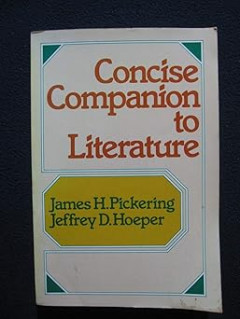 Concise
Companion
to
Literature
James H. Pickering
Jeffrey D. Hoeper